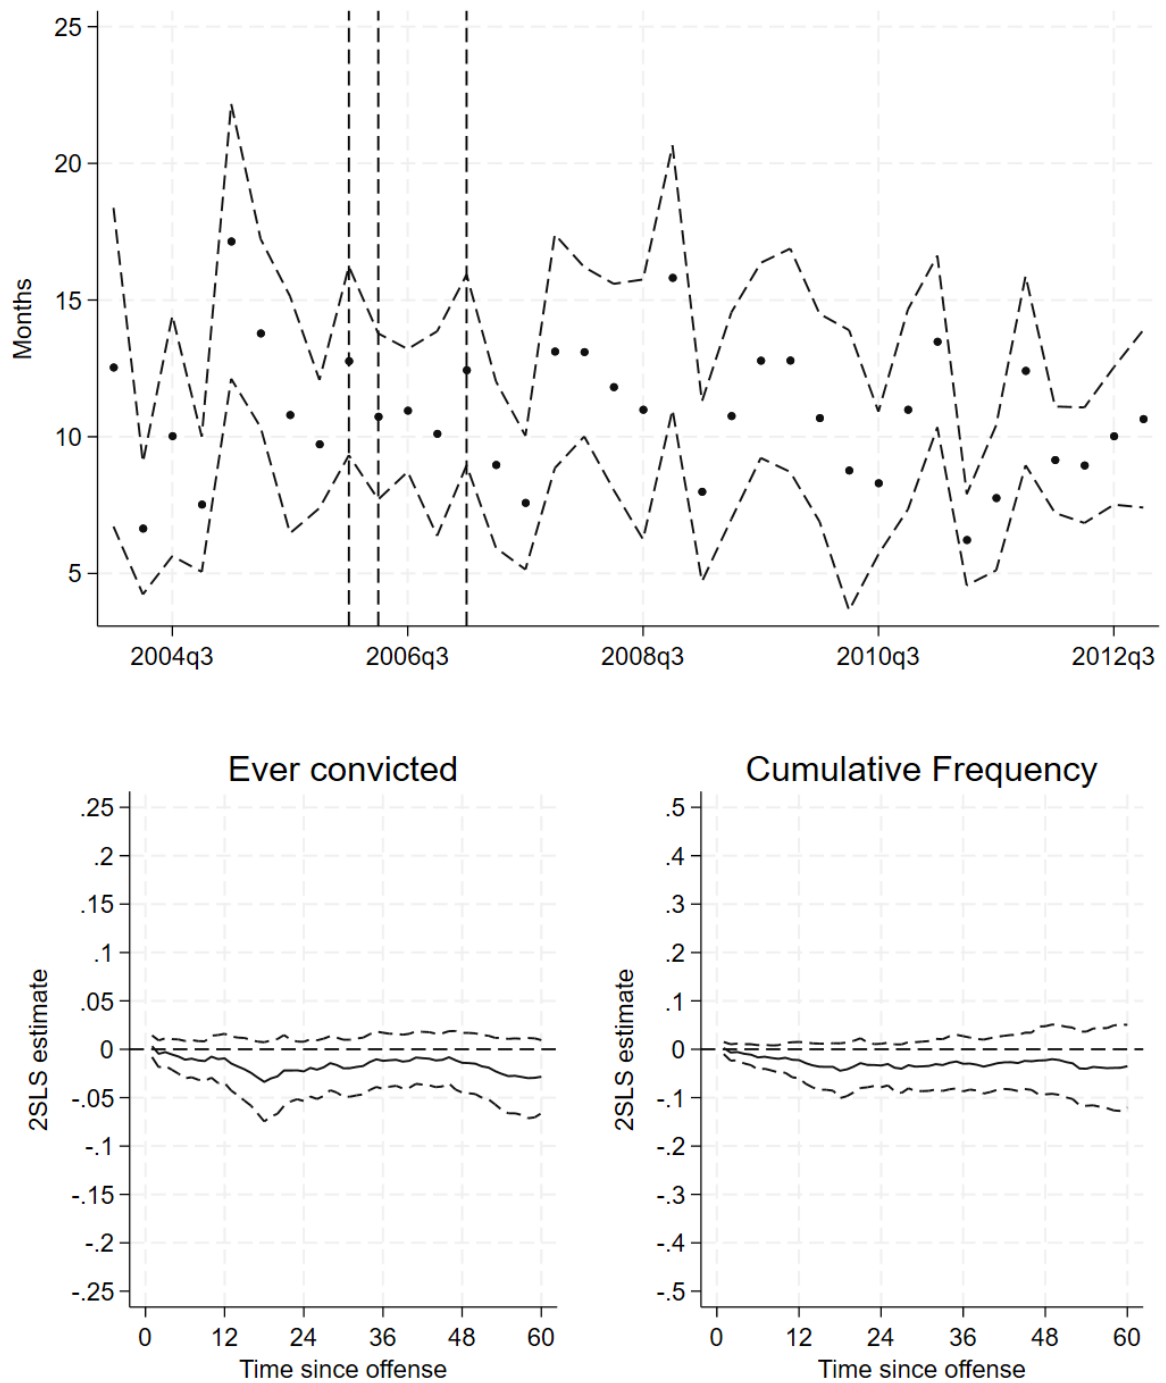 25
20
15
10
5
Months
2004q3 2006q3 2008q3 2010q3 2012q3
Ever convicted
.25
.2
.15
.1
.05
0
-.05
-.1
-.15
-.2
-.25
2SLS estimate
0 12 24 36 48 60
Time since offense
Cumulative Frequency
.5
.4
.3
.2
.1
0
-.1
-.2
-.3
-.4
-.5
2SLS estimate
0 12 24 36 48 60
Time since offense